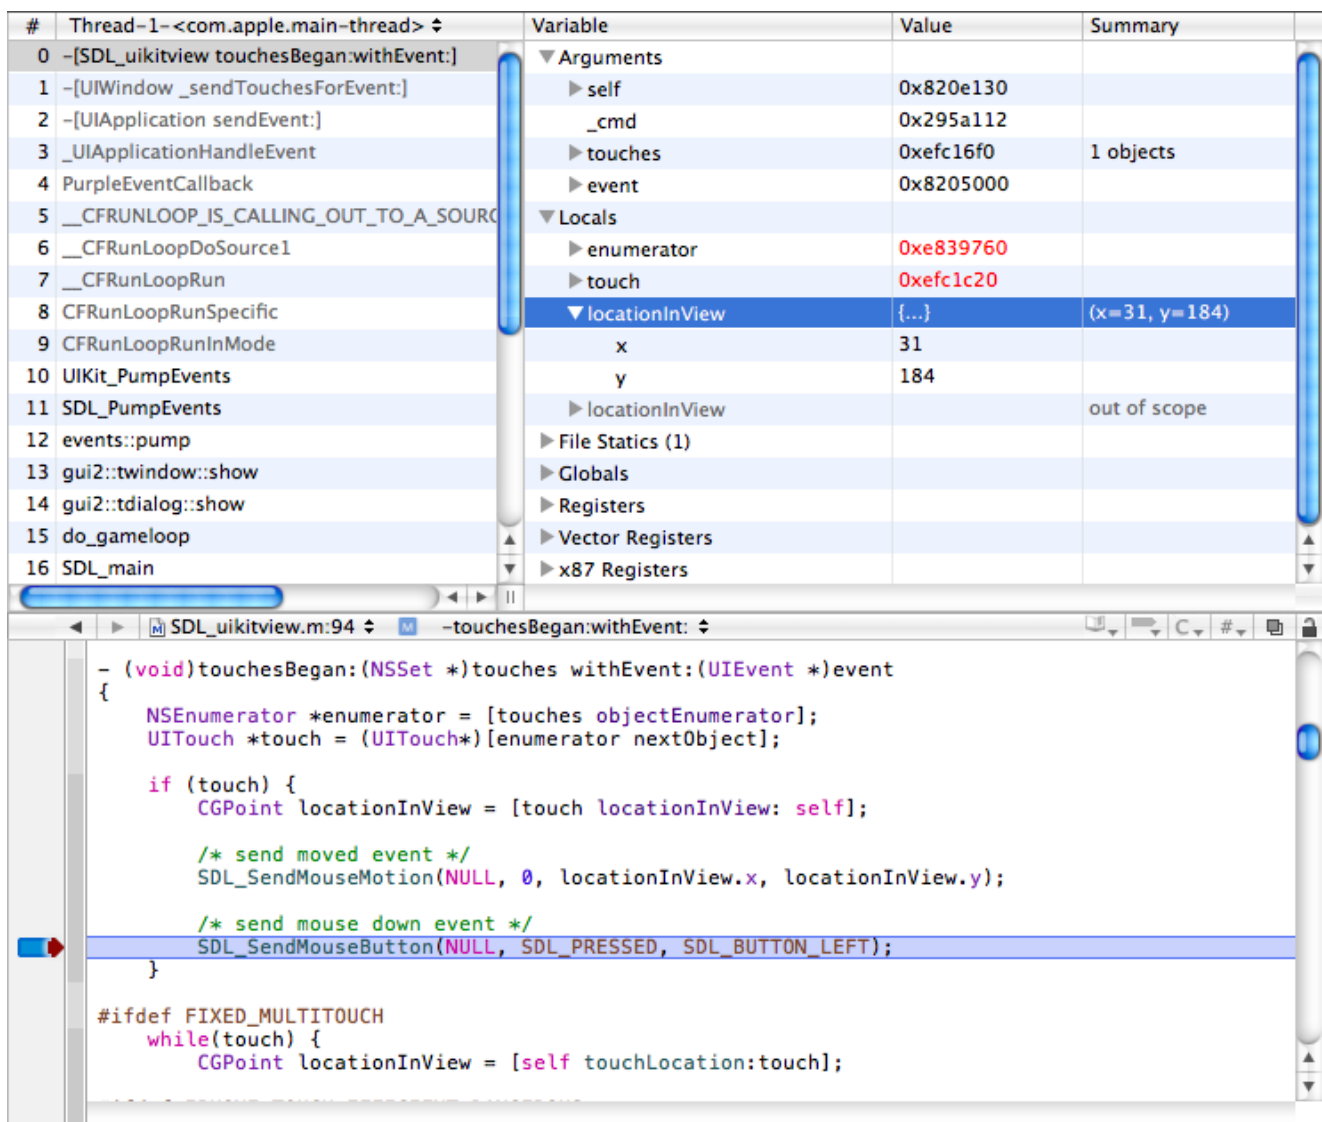 # Thread-1-<com.apple.main-thread>
0 -[SDL_uikitview touchesBegan:withEvent:]
1 -[UIWindow _sendTouchesForEvent:]
2 -[UIApplication sendEvent:]
3 _UIApplicationHandleEvent
4 PurpleEventCallback
5 __CFRUNLOOP_IS_CALLING_OUT_TO_A_SOURC
6 __CFRunLoopDoSource1
7 __CFRunLoopRun
8 CFRunLoopRunSpecific
9 CFRunLoopRunInMode
10 UIKit_PumpEvents
11 SDL_PumpEvents
12 events::pump
13 gui2::twindow::show
14 gui2::tdialog::show
15 do_gameloop
16 SDL_main
Variable Value Summary
Arguments
self 0x820e130
_cmd 0x295a112
touches 0xefc16f0 1 objects
event 0x8205000
Locals
enumerator 0xe839760
touch 0xefc1c20
locationInView {...} (x=31, y=184)
x 31
y 184
locationInView out of scope
File Statics (1)
Globals
Registers
Vector Registers
x87 Registers
M SDL_uikitview.m:94 M -touchesBegan:withEvent: C #
- (void)touchesBegan:(NSSet *)touches withEvent:(UIEvent *)event
{
NSEnumerator *enumerator = [touches objectEnumerator];
UITouch *touch = (UITouch*)[enumerator nextObject];
if (touch) {
CGPoint locationInView = [touch locationInView: self];
/* send moved event */
SDL_SendMouseMotion(NULL, 0, locationInView.x, locationInView.y);
/* send mouse down event */
SDL_SendMouseButton(NULL, SDL_PRESSED, SDL_BUTTON_LEFT);
}
#ifdef FIXED_MULTITOUCH
while(touch) {
CGPoint locationInView = [self touchLocation:touch];